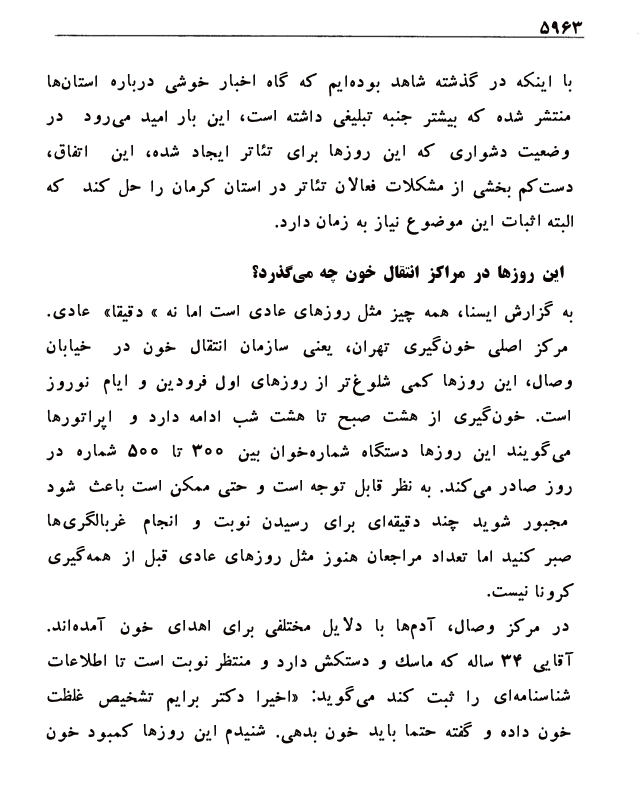 ۵۹۶۳
با اینکه در گذشته شاهد بوده‌ایم که گاه اخبار خوشی درباره استان‌ها
منتشر شده که بیشتر جنبه تبلیغی داشته است، این بار امید می‌رود در
وضعیت دشواری که این روزها برای تئاتر ایجاد شده، این اتفاق،
دست‌کم بخشی از مشکلات فعالان تئاتر در استان کرمان را حل کند که
البته اثبات این موضوع نیاز به زمان دارد.
این روزها در مراکز انتقال خون چه می‌گذرد؟
به گزارش ایسنا، همه چیز مثل روزهای عادی است اما نه » دقیقا» عادی.
مرکز اصلی خون‌گیری تهران، یعنی سازمان انتقال خون در خیابان
وصال، این روزها کمی شلوغ‌تر از روزهای اول فرودین و ایام نوروز
است. خون‌گیری از هشت صبح تا هشت شب ادامه دارد و اپراتورها
می‌گویند این روزها دستگاه شماره‌خوان بین ۳۰۰ تا ۵۰۰ شماره در
روز صادر می‌کند. به نظر قابل توجه است و حتی ممکن است باعث شود
مجبور شوید چند دقیقه‌ای برای رسیدن نوبت و انجام غربالگری‌ها
صبر کنید اما تعداد مراجعان هنوز مثل روزهای عادی قبل از همه‌گیری
کرونا نیست.
در مرکز وصال، آدم‌ها با دلایل مختلفی برای اهدای خون آمده‌اند.
آقایی ۳۴ ساله که ماسك و دستکش دارد و منتظر نوبت است تا اطلاعات
شناسنامه‌ای را ثبت کند می‌گوید: «اخیرا دکتر برایم تشخیص غلظت
خون داده و گفته حتما باید خون بدهی. شنیدم این روزها کمبود خون